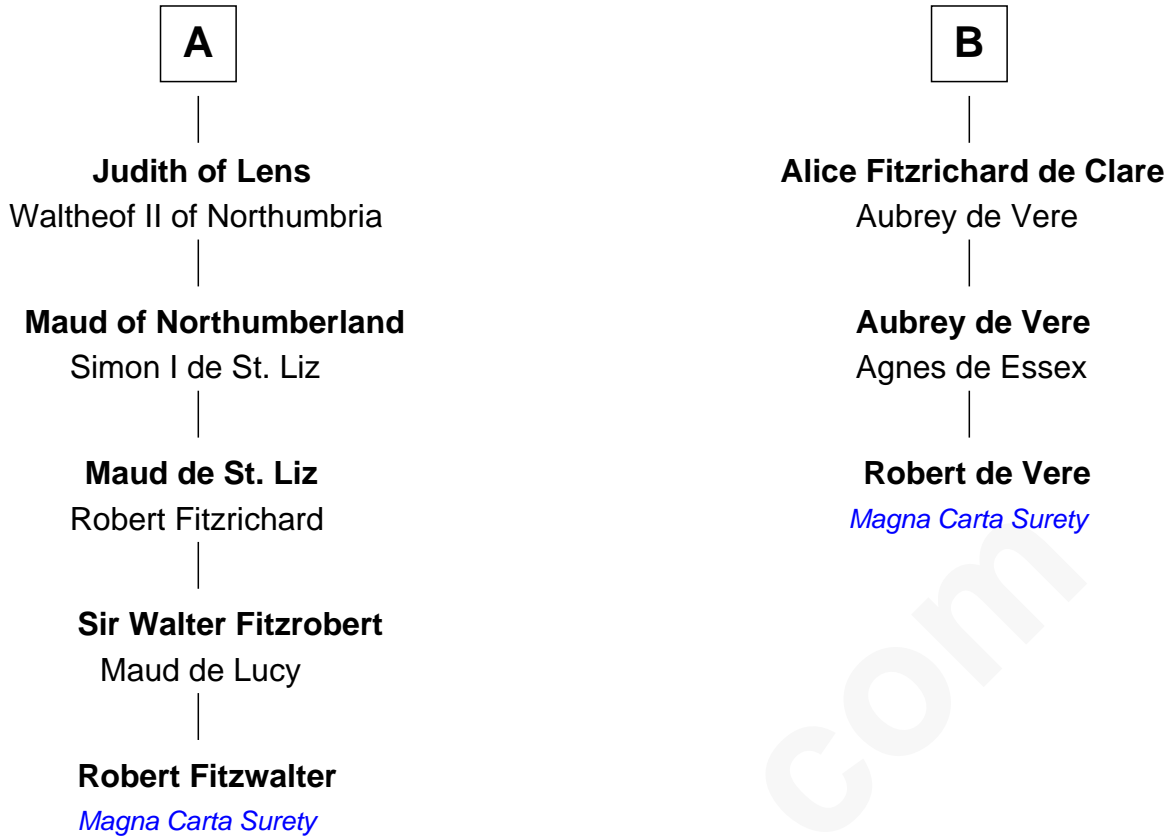 A
Judith of Lens
Waltheof II of Northumbria
Maud of Northumberland
Simon I de St. Liz
Maud de St. Liz
Robert Fitzrichard
Sir Walter Fitzrobert
Maud de Lucy
Robert Fitzwalter
Magna Carta Surety
B
Alice Fitzrichard de Clare
Aubrey de Vere
Aubrey de Vere
Agnes de Essex
Robert de Vere
Magna Carta Surety
com